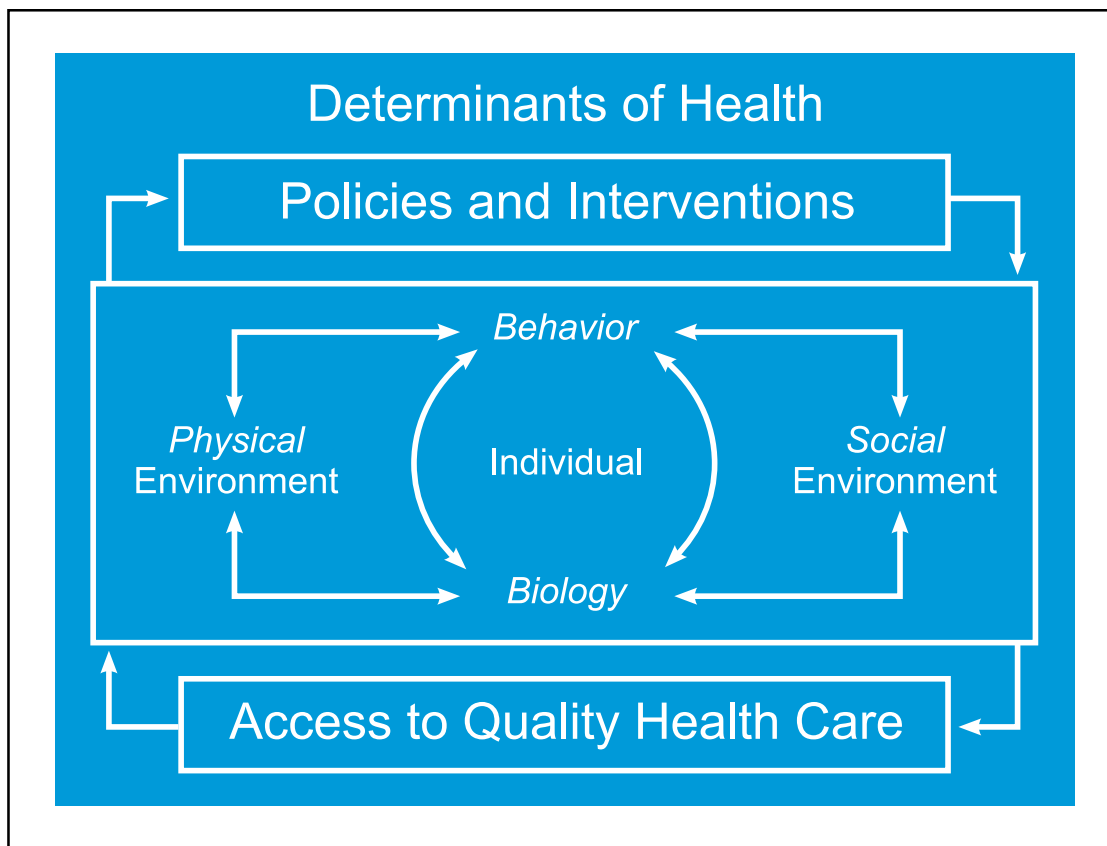 Determinants of Health
Policies and Interventions
Behavior
Physical
Environment
Individual
Social
Environment
Biology
Access to Quality Health Care